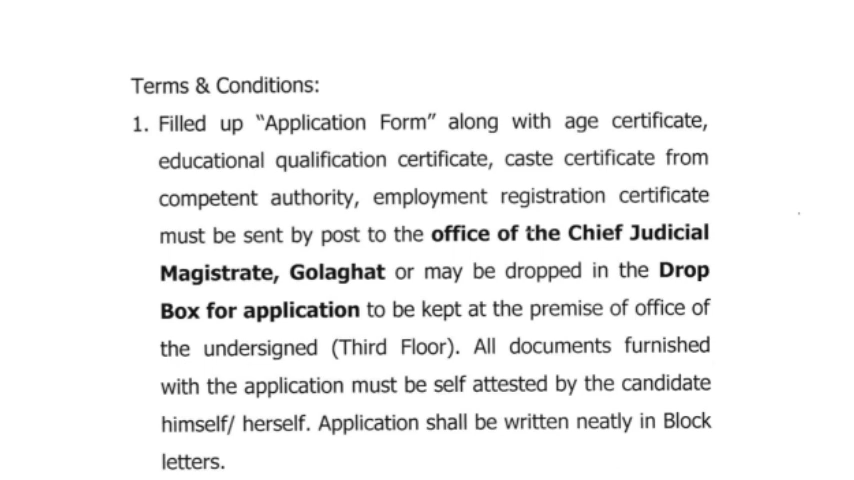 Terms & Conditions:
1. Filled up “Application Form” along with age certificate,
educational qualification certificate, caste certificate from
competent authority, employment registration certificate
must be sent by post to the office of the Chief Judicial
Magistrate, Golaghat or may be dropped in the Drop
Box for application to be kept at the premise of office of
the undersigned (Third Floor). All documents furnished
with the application must be self attested by the candidate
himself/ herself. Application shall be written neatly in Block
letters.